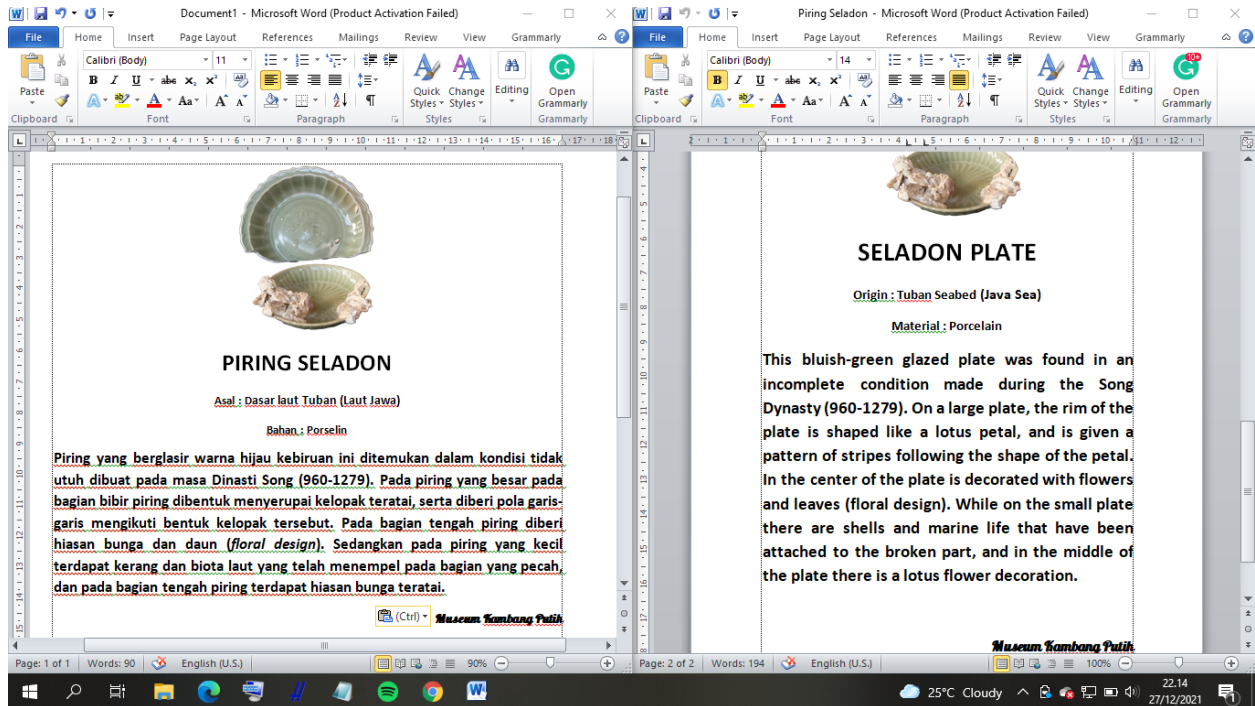 Document1 - Microsoft Word (Product Activation Failed)
File Home Insert Page Layout References Mailings Review View Grammarly
Calibri (Body) 11
Paste
Quick Styles
Change Styles
Editing
Open Grammarly
Clipboard Font Paragraph Styles Grammarly
PIRING SELADON
Asal : Dasar laut Tuban (Laut Jawa)
Bahan : Porselin
Piring yang berglasir warna hijau kebiruan ini ditemukan dalam kondisi tidak
utuh dibuat pada masa Dinasti Song (960-1279). Pada piring yang besar pada
bagian bibir piring dibentuk menyerupai kelopak teratai, serta diberi pola garis-
garis mengikuti bentuk kelopak tersebut. Pada bagian tengah piring diberi
hiasan bunga dan daun (floral design). Sedangkan pada piring yang kecil
terdapat kerang dan biota laut yang telah menempel pada bagian yang pecah,
dan pada bagian tengah piring terdapat hiasan bunga teratai.
(Ctrl)
Museum Kambang Putih
Page: 1 of 1 Words: 90 English (U.S.) 90%
Piring Seladon - Microsoft Word (Product Activation Failed)
File Home Insert Page Layout References Mailings Review View Grammarly
Calibri (Body) 14
10+
Paste
Quick Styles
Change Styles
Editing
Open Grammarly
Clipboard Font Paragraph Styles Grammarly
SELADON PLATE
Origin : Tuban Seabed (Java Sea)
Material : Porcelain
This bluish-green glazed plate was found in an
incomplete condition made during the Song
Dynasty (960-1279). On a large plate, the rim of the
plate is shaped like a lotus petal, and is given a
pattern of stripes following the shape of the petal.
In the center of the plate is decorated with flowers
and leaves (floral design). While on the small plate
there are shells and marine life that have been
attached to the broken part, and in the middle of
the plate there is a lotus flower decoration.
Museum Kambang Putih
Page: 2 of 2 Words: 194 English (U.S.) 100%
25°C Cloudy
22.14
27/12/2021